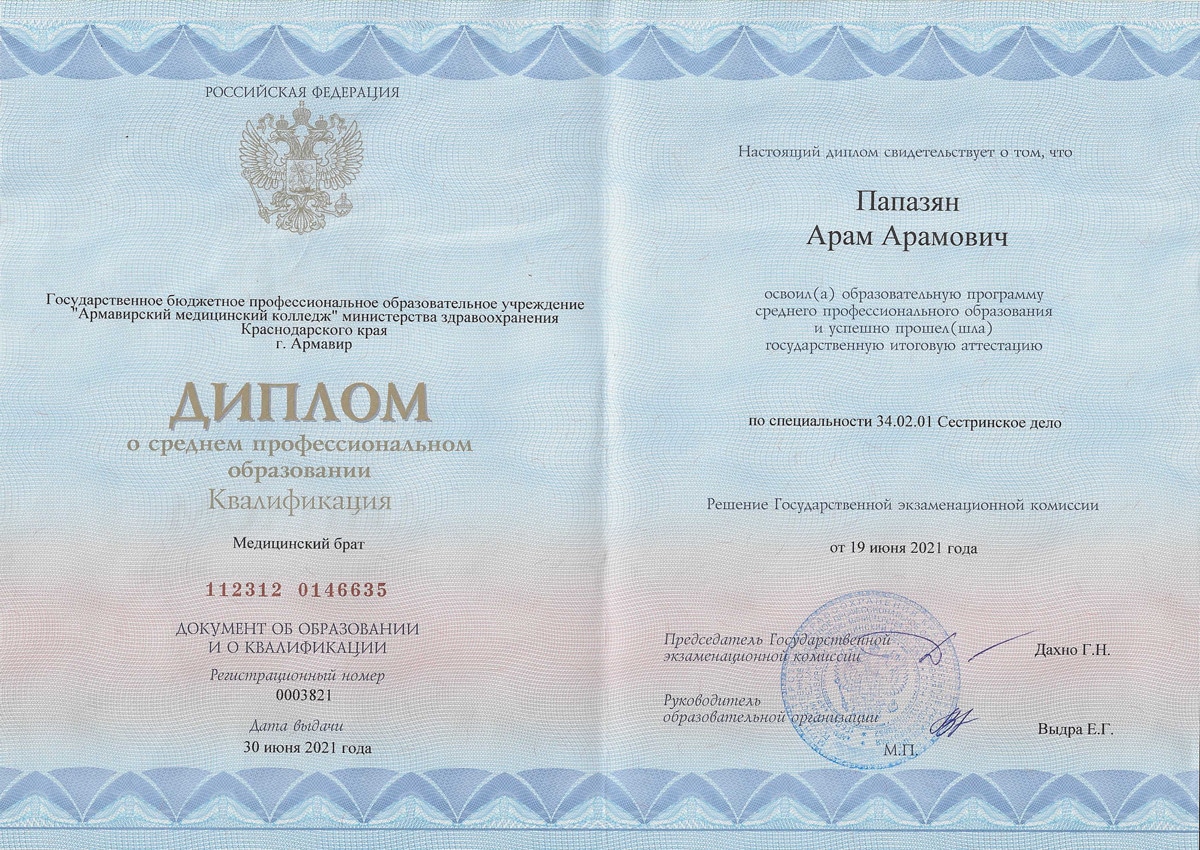 РОССИЙСКАЯ ФЕДЕРАЦИЯ
Государственное бюджетное профессиональное образовательное учреждение
"Армавирский медицинский колледж" министерства здравоохранения
Краснодарского края
г. Армавир
ДИПЛОМ
о среднем профессиональном
образовании
Квалификация
Медицинский брат
112312 0146635
ДОКУМЕНТ ОБ ОБРАЗОВАНИИ
И О КВАЛИФИКАЦИИ
Регистрационный номер
0003821
Дата выдачи
30 июня 2021 года
Настоящий диплом свидетельствует о том, что
Папазян
Арам Арамович
освоил(а) образовательную программу
среднего профессионального образования
и успешно прошел(шла)
государственную итоговую аттестацию
по специальности 34.02.01 Сестринское дело
Решение Государственной экзаменационной комиссии
от 19 июня 2021 года
Председатель Государственной
экзаменационной комиссии
Дахно Г.Н.
Руководитель
образовательной организации
Выдра Е.Г.
М.П.